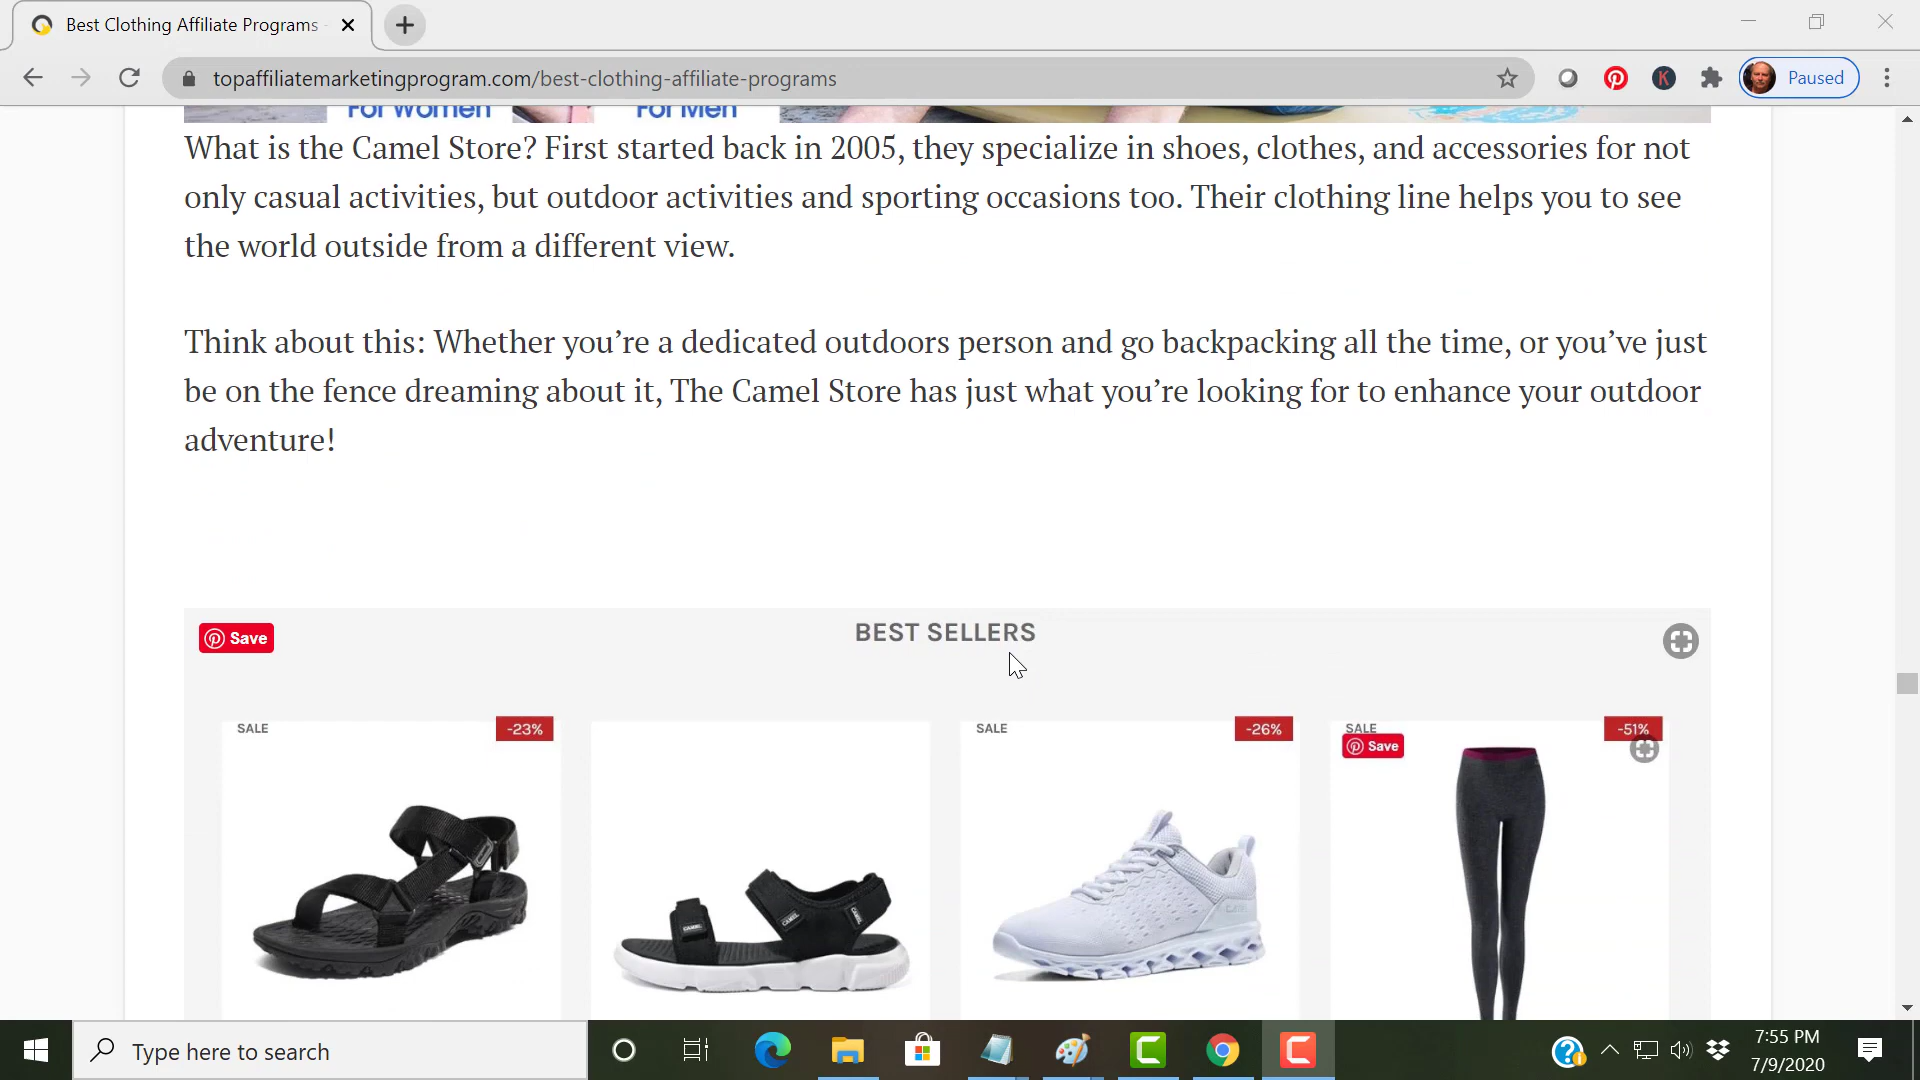 Best Clothing Affiliate Programs -
topaffiliatemarketingprogram.com/best-clothing-affiliate-programs
K
Paused
For Women
For Men
What is the Camel Store? First started back in 2005, they specialize in shoes, clothes, and accessories for not
only casual activities, but outdoor activities and sporting occasions too. Their clothing line helps you to see
the world outside from a different view.
Think about this: Whether you’re a dedicated outdoors person and go backpacking all the time, or you’ve just
be on the fence dreaming about it, The Camel Store has just what you’re looking for to enhance your outdoor
adventure!
Save
BEST SELLERS
SALE
-23%
SALE
-26%
SALE
-51%
Save
CAMEL
CAMEL
CAMEL
Type here to search
7:55 PM
7/9/2020